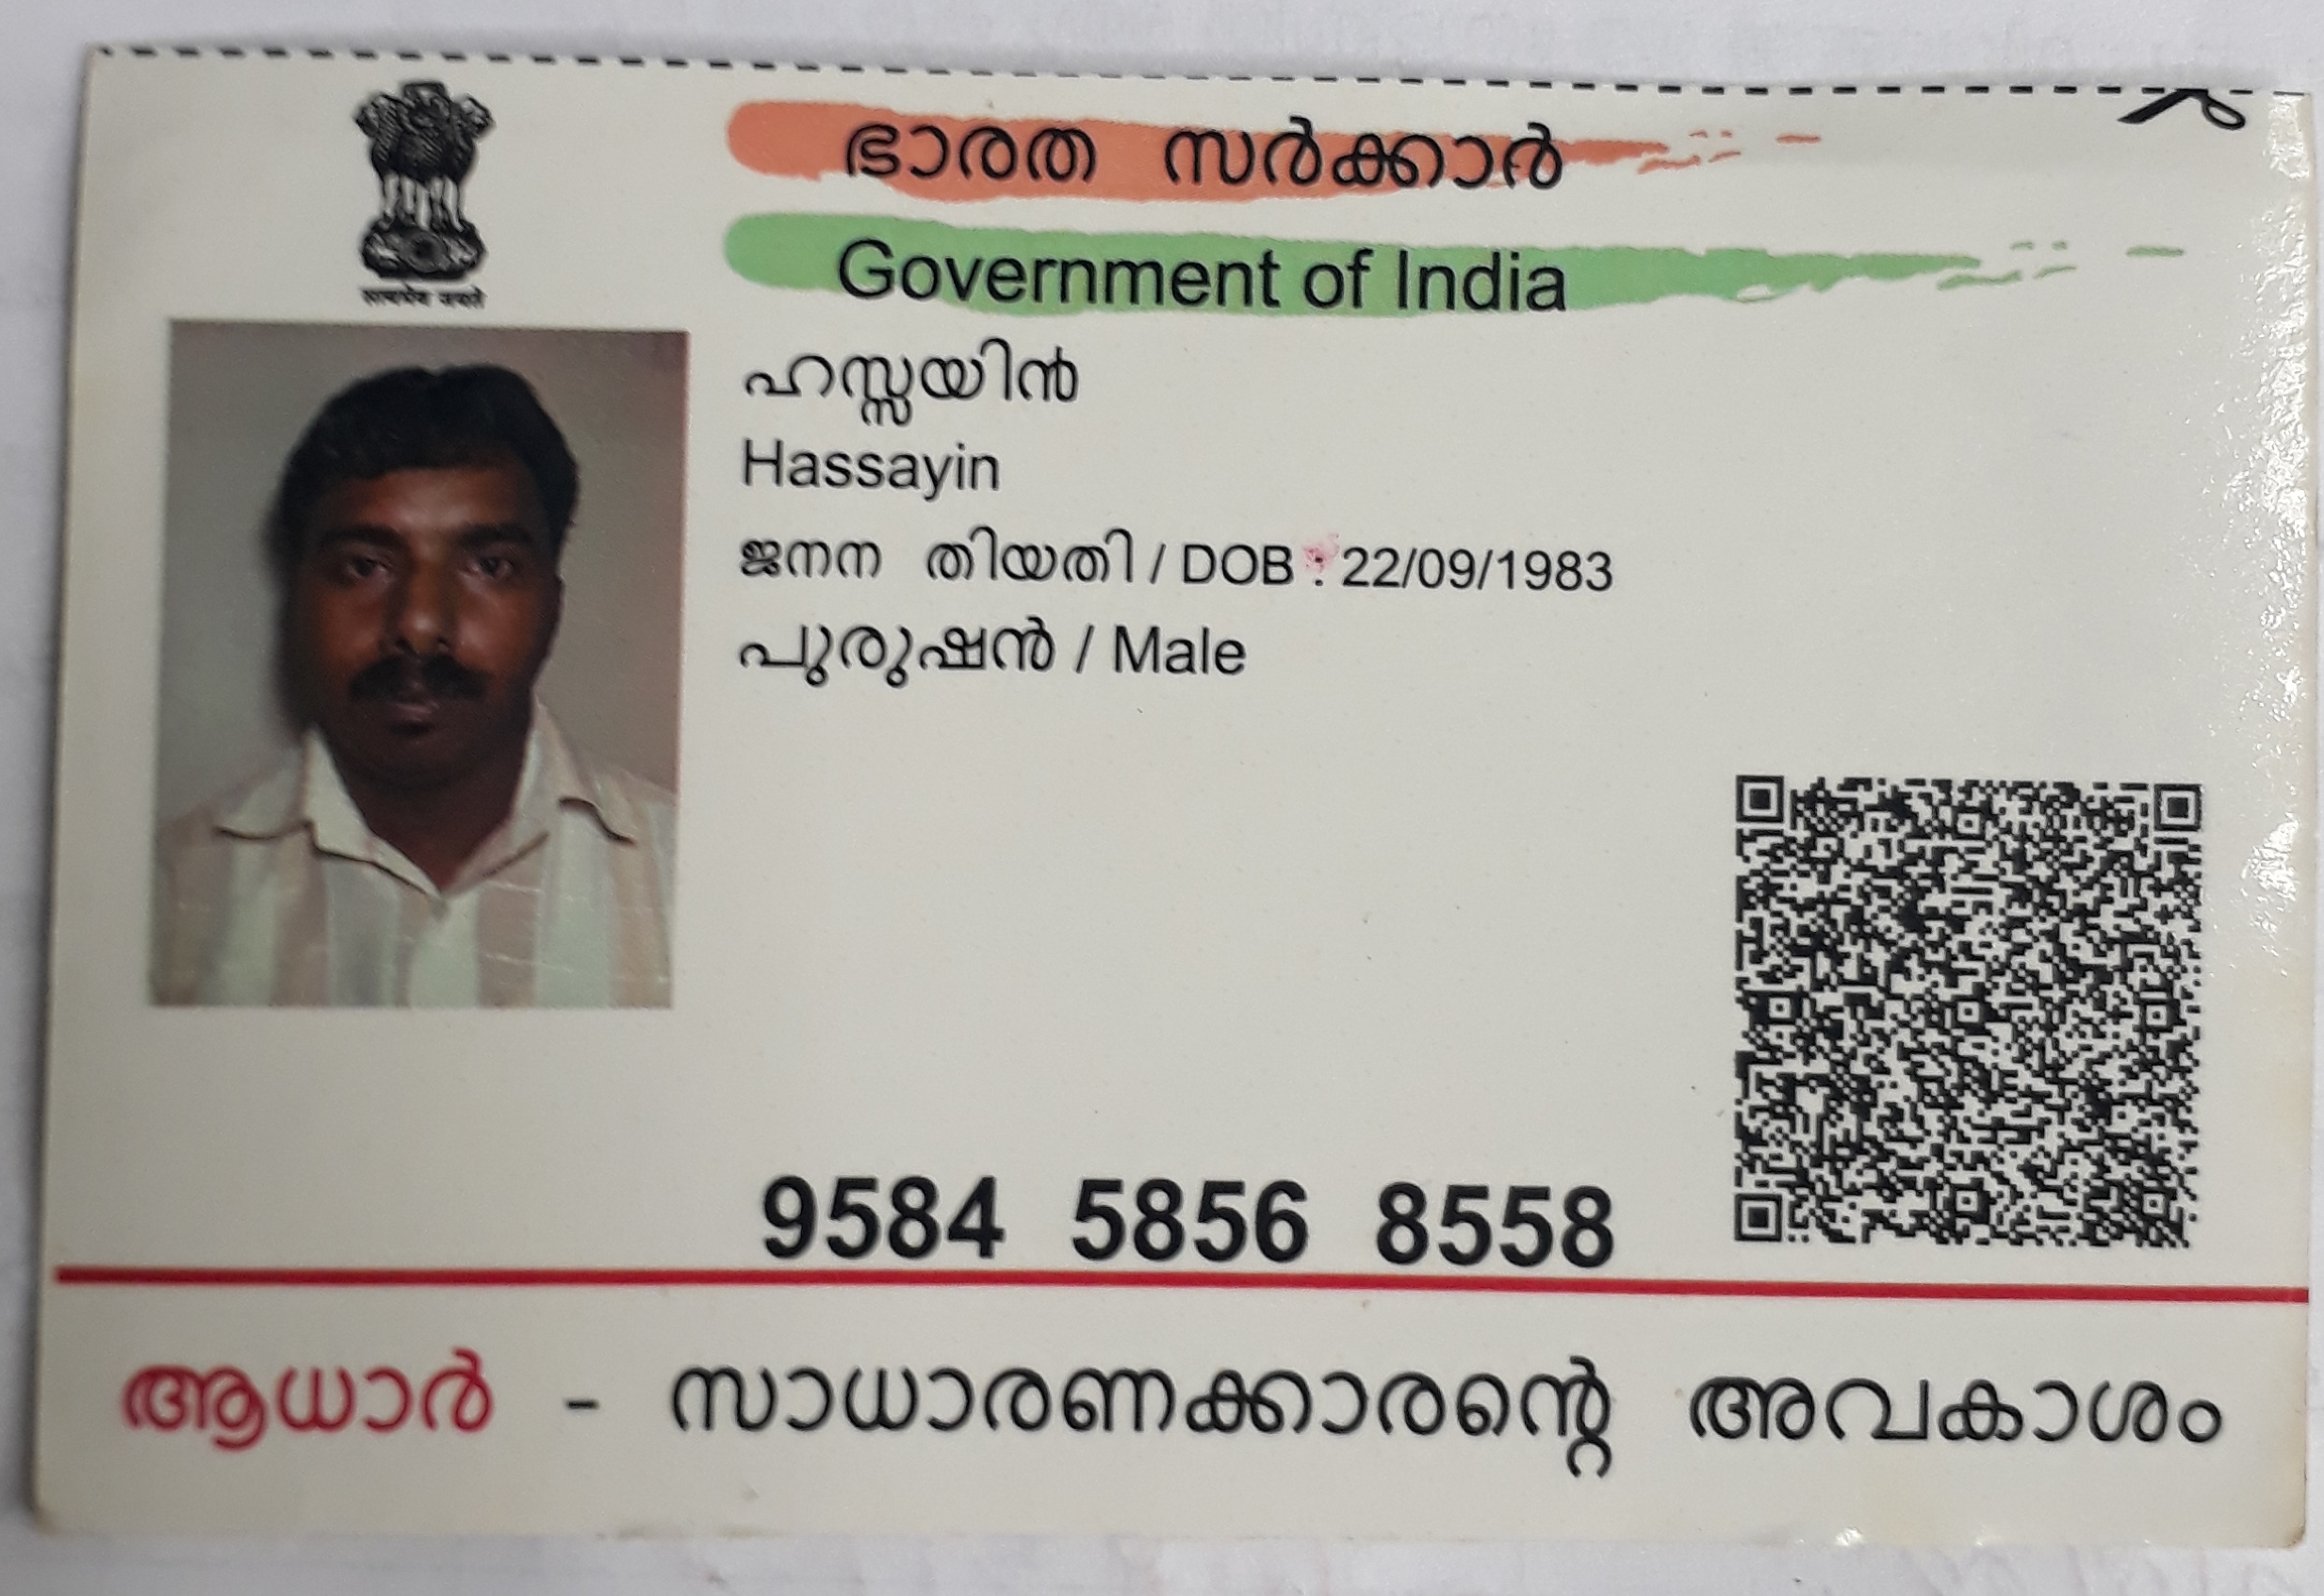 सत्यमेव जयते
ഭാരത സർക്കാർ
Government of India
ഹസ്സയിൻ
Hassayin
ജനന തിയതി / DOB : 22/09/1983
പുരുഷൻ / Male
9584 5856 8558
ആധാർ - സാധാരണക്കാരന്റെ അവകാശം